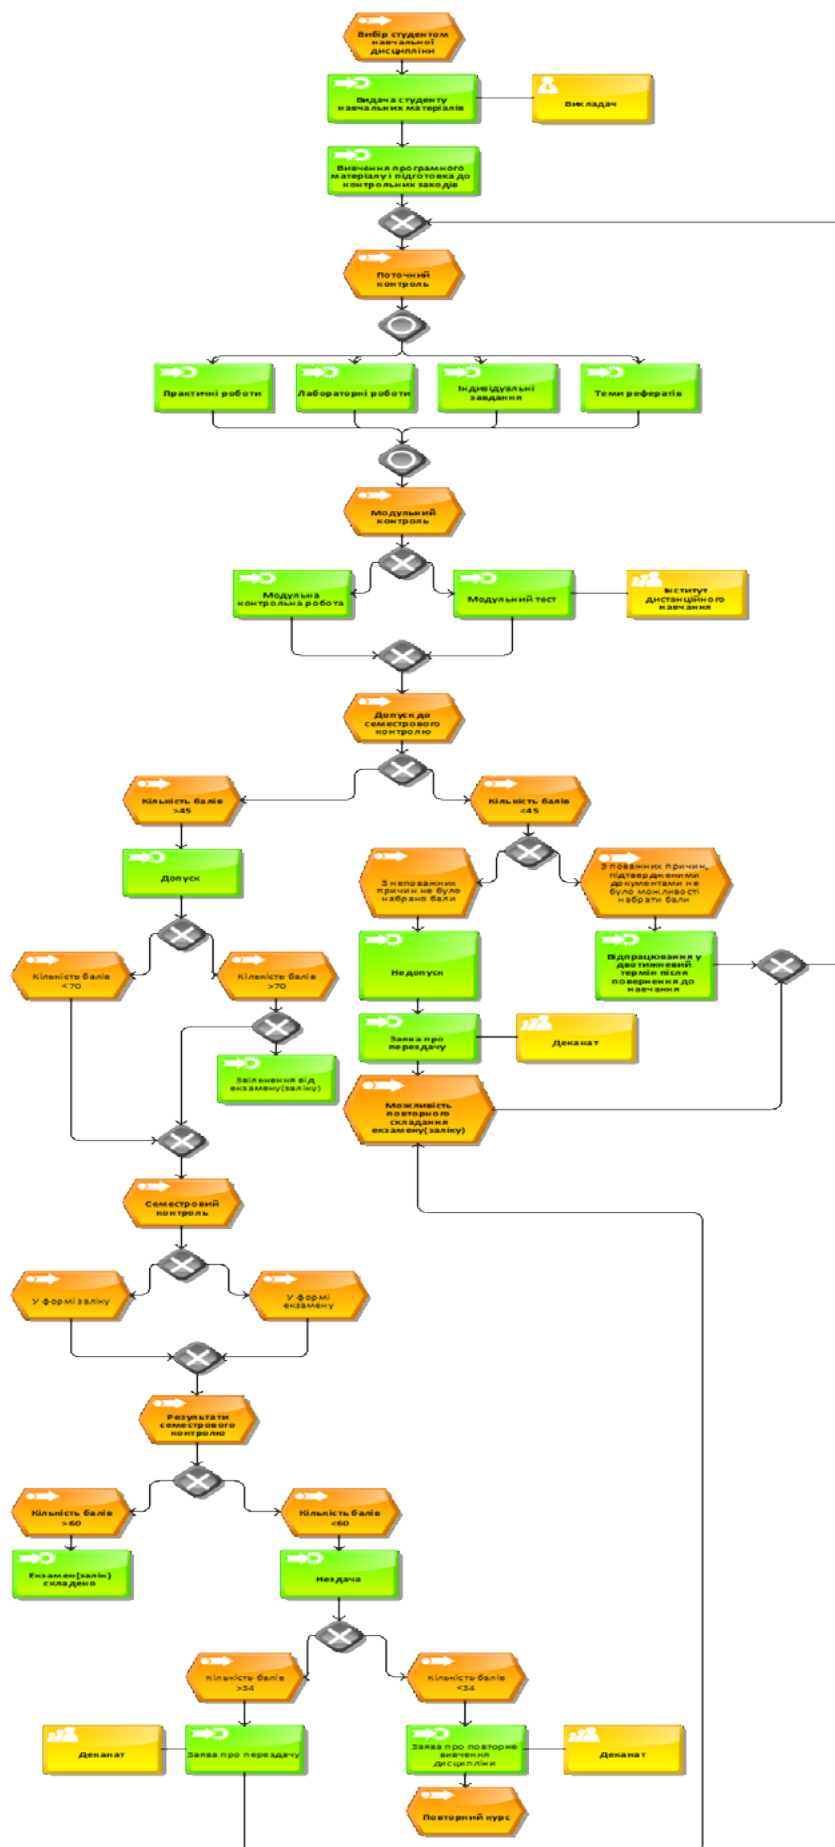 Вибір студентом
навчальної
дисципліни
Видача студенту
навчальних матеріалів
Викладач
Вивчення програмного
матеріалу і підготовка до
контрольних заходів
Поточний
контроль
Практичні роботи
Лабораторні роботи
Індивідуальні
завдання
Теми рефератів
Модульний
контроль
Модульна
контрольна робота
Модульний тест
Інститут
дистанційного
навчання
Допуск до
семестрового
контролю
Кількість балів
>45
Кількість балів
<45
Допуск
З неповажних
причин не було
набрано бали
З поважних причин,
підтвердженими
документами не
було можливості
набрати бали
Кількість балів
<70
Кількість балів
>70
Недопуск
Відпрацювання у
двотижневий
термін після
повернення до
навчання
Звільнення від
екзамену(заліку)
Заява про
перездачу
Деканат
Можливість
повторного
складання
екзамену(заліку)
Семестровий
контроль
У формі заліку
У формі
екзамену
Результати
семестрового
контролю
Кількість балів
>60
Кількість балів
<60
Екзамен(залік)
складено
Нездача
Кількість балів
>34
Кількість балів
<34
Деканат
Заява про перездачу
Заява про повторне
вивчення
дисципліни
Деканат
Повторний курс